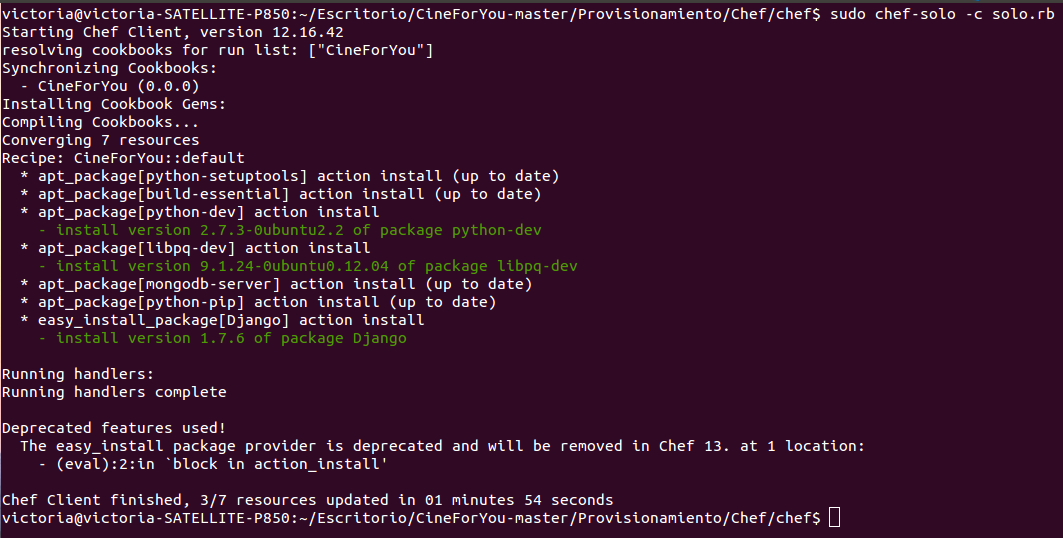 victoria@victoria-SATELLITE-P850:~/Escritorio/CineForYou-master/Provisionamiento/Chef/chef$ sudo chef-solo -c solo.rb
Starting Chef Client, version 12.16.42
resolving cookbooks for run list: ["CineForYou"]
Synchronizing Cookbooks:
  - CineForYou (0.0.0)
Installing Cookbook Gems:
Compiling Cookbooks...
Converging 7 resources
Recipe: CineForYou::default
  * apt_package[python-setuptools] action install (up to date)
  * apt_package[build-essential] action install (up to date)
  * apt_package[python-dev] action install
    - install version 2.7.3-0ubuntu2.2 of package python-dev
  * apt_package[libpq-dev] action install
    - install version 9.1.24-0ubuntu0.12.04 of package libpq-dev
  * apt_package[mongodb-server] action install (up to date)
  * apt_package[python-pip] action install (up to date)
  * easy_install_package[Django] action install
    - install version 1.7.6 of package Django

Running handlers:
Running handlers complete

Deprecated features used!
  The easy_install package provider is deprecated and will be removed in Chef 13. at 1 location:
    - (eval):2:in `block in action_install'

Chef Client finished, 3/7 resources updated in 01 minutes 54 seconds
victoria@victoria-SATELLITE-P850:~/Escritorio/CineForYou-master/Provisionamiento/Chef/chef$